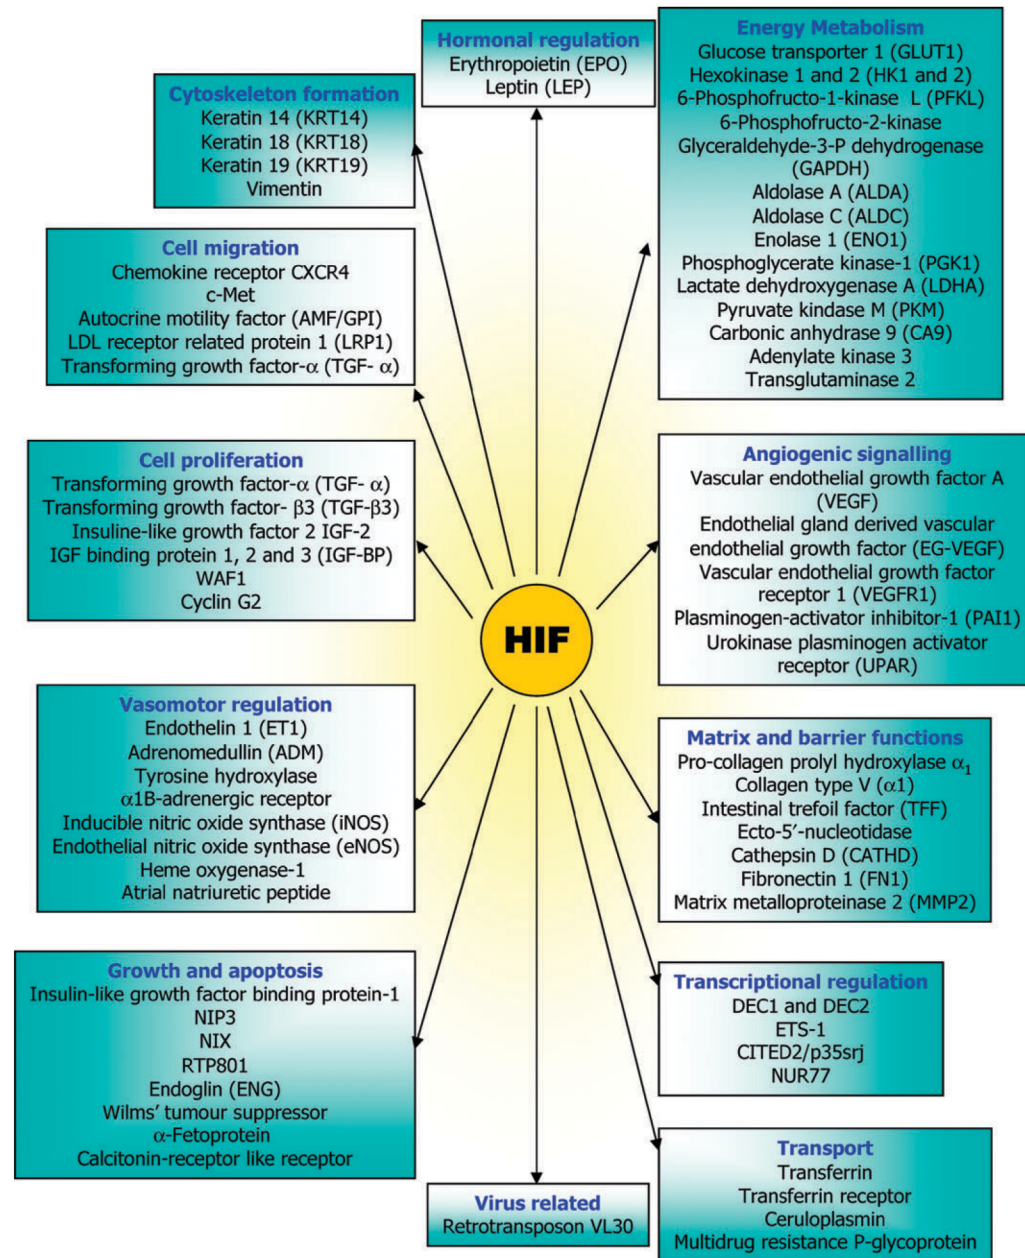 Hormonal regulation
Erythropoietin (EPO)
Leptin (LEP)
Energy Metabolism
Glucose transporter 1 (GLUT1)
Hexokinase 1 and 2 (HK1 and 2)
6-Phosphofructo-1-kinase L (PFKL)
6-Phosphofructo-2-kinase
Glyceraldehyde-3-P dehydrogenase
(GAPDH)
Aldolase A (ALDA)
Aldolase C (ALDC)
Enolase 1 (ENO1)
Phosphoglycerate kinase-1 (PGK1)
Lactate dehydroxygenase A (LDHA)
Pyruvate kindase M (PKM)
Carbonic anhydrase 9 (CA9)
Adenylate kinase 3
Transglutaminase 2
Cytoskeleton formation
Keratin 14 (KRT14)
Keratin 18 (KRT18)
Keratin 19 (KRT19)
Vimentin
Cell migration
Chemokine receptor CXCR4
c-Met
Autocrine motility factor (AMF/GPI)
LDL receptor related protein 1 (LRP1)
Transforming growth factor-α (TGF- α)
Cell proliferation
Transforming growth factor-α (TGF- α)
Transforming growth factor- β3 (TGF-β3)
Insuline-like growth factor 2 IGF-2
IGF binding protein 1, 2 and 3 (IGF-BP)
WAF1
Cyclin G2
Angiogenic signalling
Vascular endothelial growth factor A
(VEGF)
Endothelial gland derived vascular
endothelial growth factor (EG-VEGF)
Vascular endothelial growth factor
receptor 1 (VEGFR1)
Plasminogen-activator inhibitor-1 (PAI1)
Urokinase plasminogen activator
receptor (UPAR)
HIF
Vasomotor regulation
Endothelin 1 (ET1)
Adrenomedullin (ADM)
Tyrosine hydroxylase
α1B-adrenergic receptor
Inducible nitric oxide synthase (iNOS)
Endothelial nitric oxide synthase (eNOS)
Heme oxygenase-1
Atrial natriuretic peptide
Matrix and barrier functions
Pro-collagen prolyl hydroxylase α₁
Collagen type V (α1)
Intestinal trefoil factor (TFF)
Ecto-5′-nucleotidase
Cathepsin D (CATHD)
Fibronectin 1 (FN1)
Matrix metalloproteinase 2 (MMP2)
Growth and apoptosis
Insulin-like growth factor binding protein-1
NIP3
NIX
RTP801
Endoglin (ENG)
Wilms’ tumour suppressor
α-Fetoprotein
Calcitonin-receptor like receptor
Transcriptional regulation
DEC1 and DEC2
ETS-1
CITED2/p35srj
NUR77
Virus related
Retrotransposon VL30
Transport
Transferrin
Transferrin receptor
Ceruloplasmin
Multidrug resistance P-glycoprotein